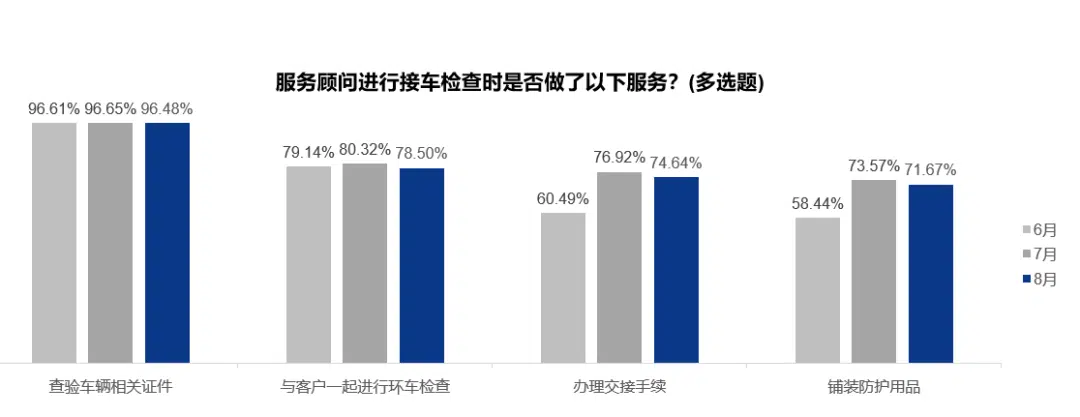 服务顾问进行接车检查时是否做了以下服务？(多选题)
96.61% 96.65% 96.48%
79.14% 80.32% 78.50%
60.49% 76.92% 74.64%
58.44% 73.57% 71.67%
6月
7月
8月
查验车辆相关证件 与客户一起进行环车检查 办理交接手续 铺装防护用品